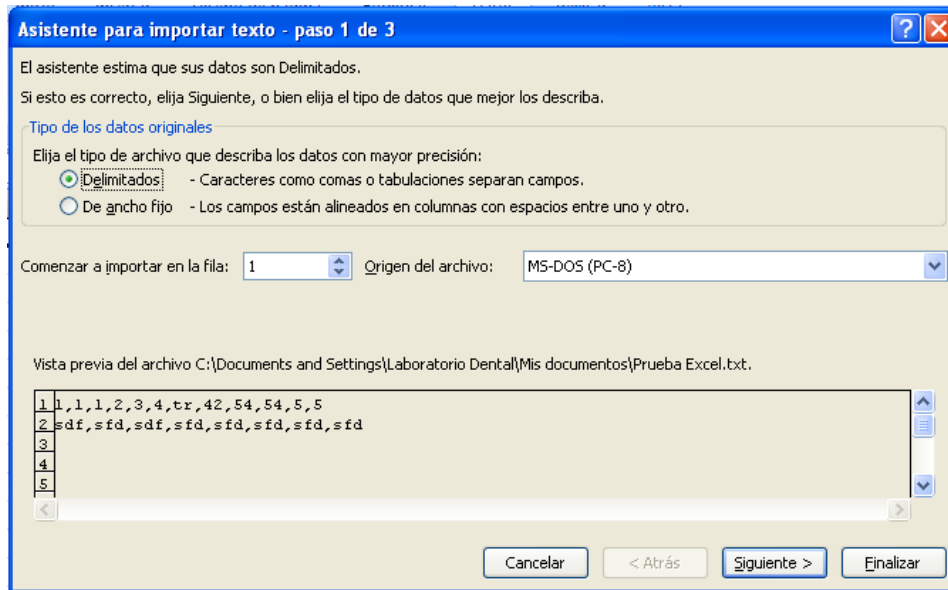 Asistente para importar texto - paso 1 de 3
El asistente estima que sus datos son Delimitados.
Si esto es correcto, elija Siguiente, o bien elija el tipo de datos que mejor los describa.
Tipo de los datos originales
Elija el tipo de archivo que describa los datos con mayor precisión:
Delimitados - Caracteres como comas o tabulaciones separan campos.
De ancho fijo - Los campos están alineados en columnas con espacios entre uno y otro.
Comenzar a importar en la fila: 1 Origen del archivo: MS-DOS (PC-8)
Vista previa del archivo C:\Documents and Settings\Laboratorio Dental\Mis documentos\Prueba Excel.txt.
1 1,1,1,2,3,4,tr,42,54,54,5,5
2 sdf,sfd,sdf,sfd,sfd,sfd,sfd,sfd
3
4
5
Cancelar < Atrás Siguiente > Finalizar